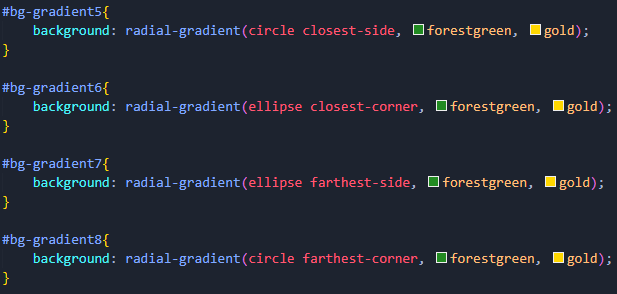 #bg-gradient5{
    background: radial-gradient(circle closest-side, forestgreen, gold);
}
#bg-gradient6{
    background: radial-gradient(ellipse closest-corner, forestgreen, gold);
}
#bg-gradient7{
    background: radial-gradient(ellipse farthest-side, forestgreen, gold);
}
#bg-gradient8{
    background: radial-gradient(circle farthest-corner, forestgreen, gold);
}